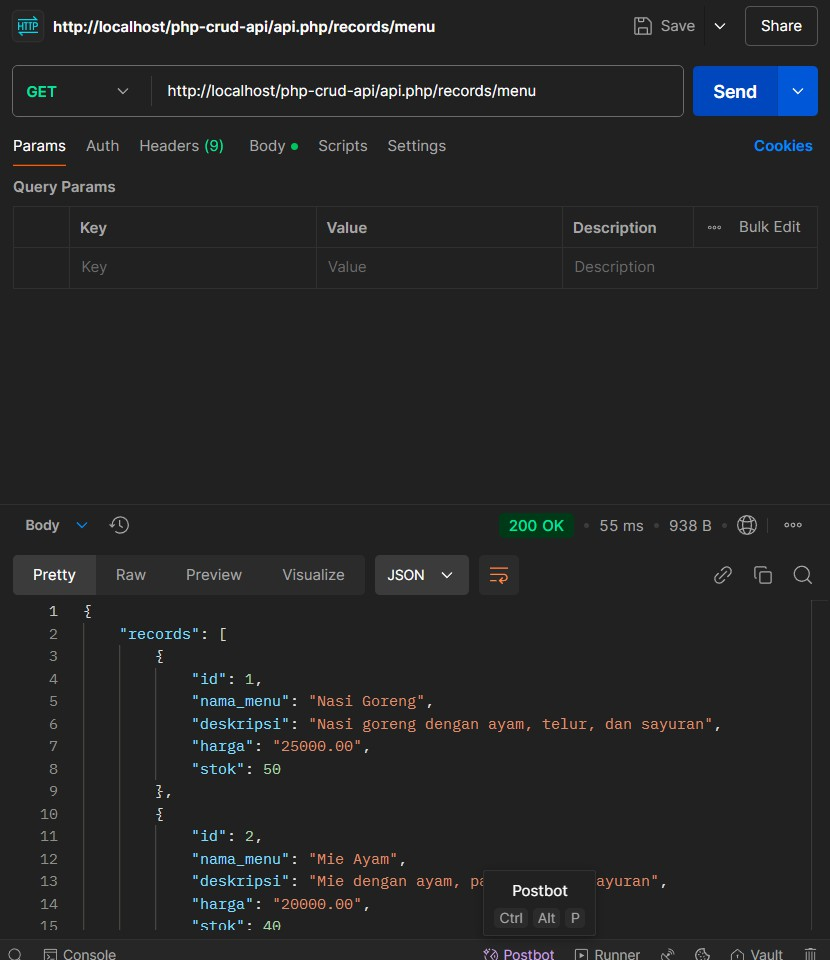 HTTP http://localhost/php-crud-api/api.php/records/menu Save Share
GET http://localhost/php-crud-api/api.php/records/menu Send
Params Auth Headers (9) Body Scripts Settings Cookies
Query Params
Key Value Description Bulk Edit
Key Value Description
Body 200 OK 55 ms 938 B
Pretty Raw Preview Visualize JSON
1 {
2 "records": [
3 {
4 "id": 1,
5 "nama_menu": "Nasi Goreng",
6 "deskripsi": "Nasi goreng dengan ayam, telur, dan sayuran",
7 "harga": "25000.00",
8 "stok": 50
9 },
10 {
11 "id": 2,
12 "nama_menu": "Mie Ayam",
13 "deskripsi": "Mie dengan ayam, pa ayuran",
14 "harga": "20000.00",
15 "stok": 40
Postbot
Ctrl Alt P
Console Postbot Runner Vault